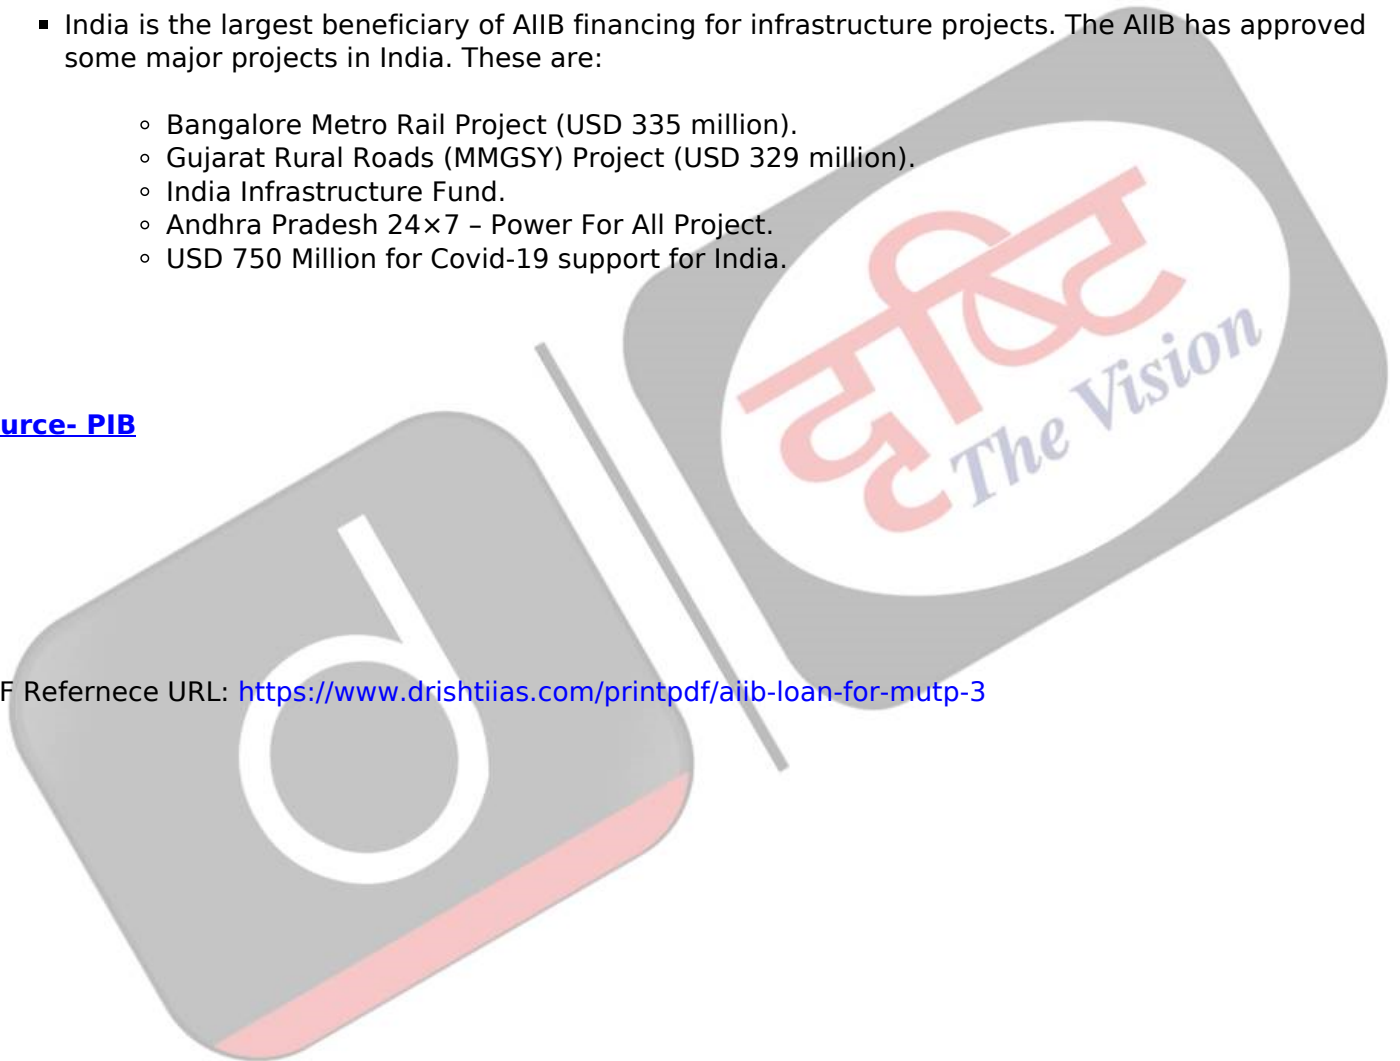 India is the largest beneficiary of AIIB financing for infrastructure projects. The AIIB has approved
some major projects in India. These are:
Bangalore Metro Rail Project (USD 335 million).
Gujarat Rural Roads (MMGSY) Project (USD 329 million).
India Infrastructure Fund.
Andhra Pradesh 24×7 – Power For All Project.
USD 750 Million for Covid-19 support for India.
दृष्टि
The Vision
urce- PIB
d
F Refernece URL: https://www.drishtiias.com/printpdf/aiib-loan-for-mutp-3